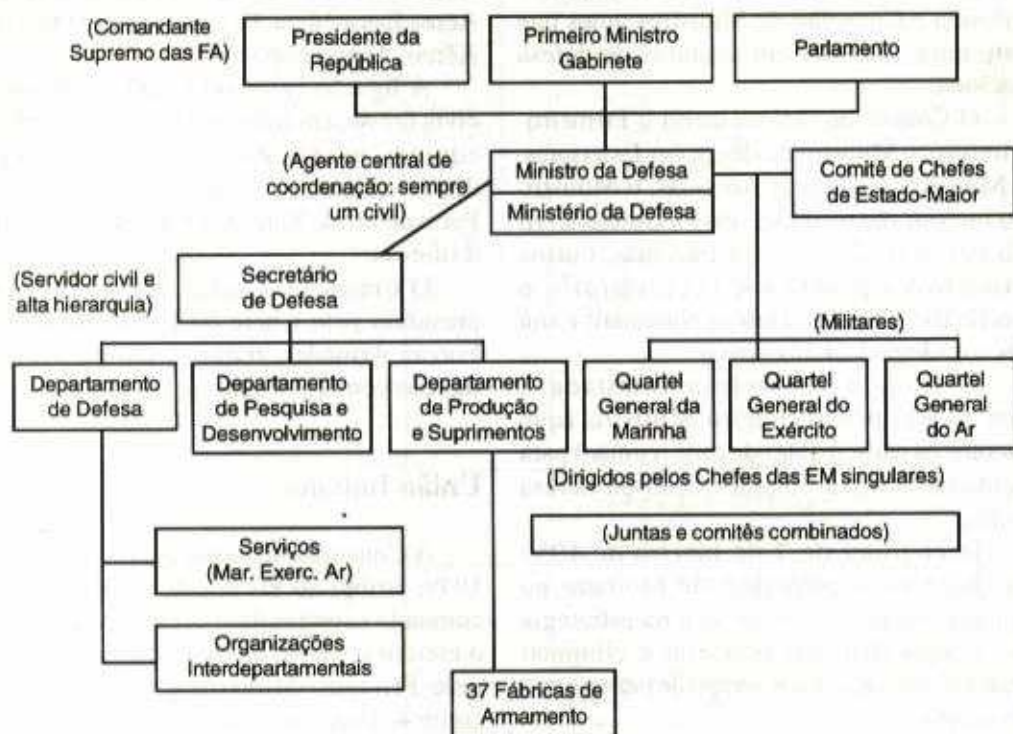 (Comandante
Supremo das FA)
Presidente da
República
Primeiro Ministro
Gabinete
Parlamento
(Agente central de
coordenação: sempre
um civil)
Ministro da Defesa
Ministério da Defesa
Comitê de Chefes
de Estado-Maior
(Servidor civil e
alta hierarquia)
Secretário
de Defesa
(Militares)
Departamento
de Defesa
Departamento
de Pesquisa e
Desenvolvimento
Departamento
de Produção
e Suprimentos
Quartel
General da
Marinha
Quartel
General do
Exército
Quartel
General
do Ar
(Dirigidos pelos Chefes das EM singulares)
(Juntas e comitês combinados)
Serviços
(Mar. Exerc. Ar)
Organizações
Interdepartamentais
37 Fábricas de
Armamento